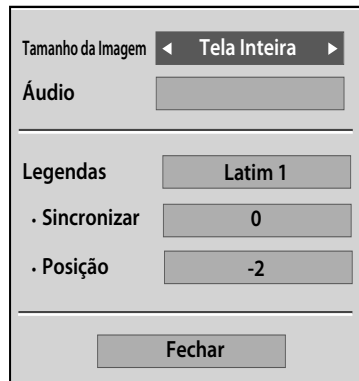 Tamanho da Imagem ◄ Tela Inteira ►
Áudio
Legendas Latim 1
• Sincronizar 0
• Posição -2
Fechar